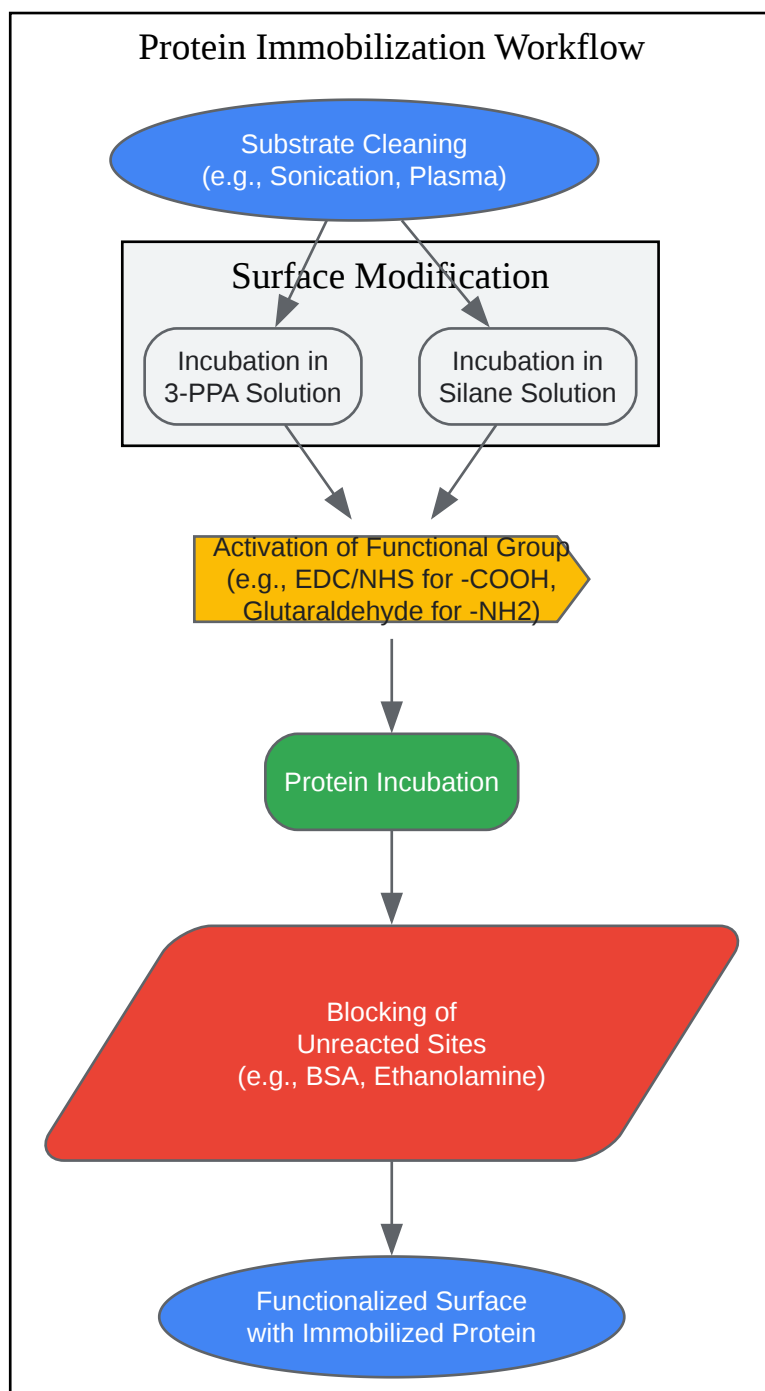 Protein Immobilization Workflow
Substrate Cleaning
(e.g., Sonication, Plasma)
Surface Modification
Incubation in
3-PPA Solution
Incubation in
Silane Solution
Activation of Functional Group
(e.g., EDC/NHS for -COOH,
Glutaraldehyde for -NH2)
Protein Incubation
Blocking of
Unreacted Sites
(e.g., BSA, Ethanolamine)
Functionalized Surface
with Immobilized Protein